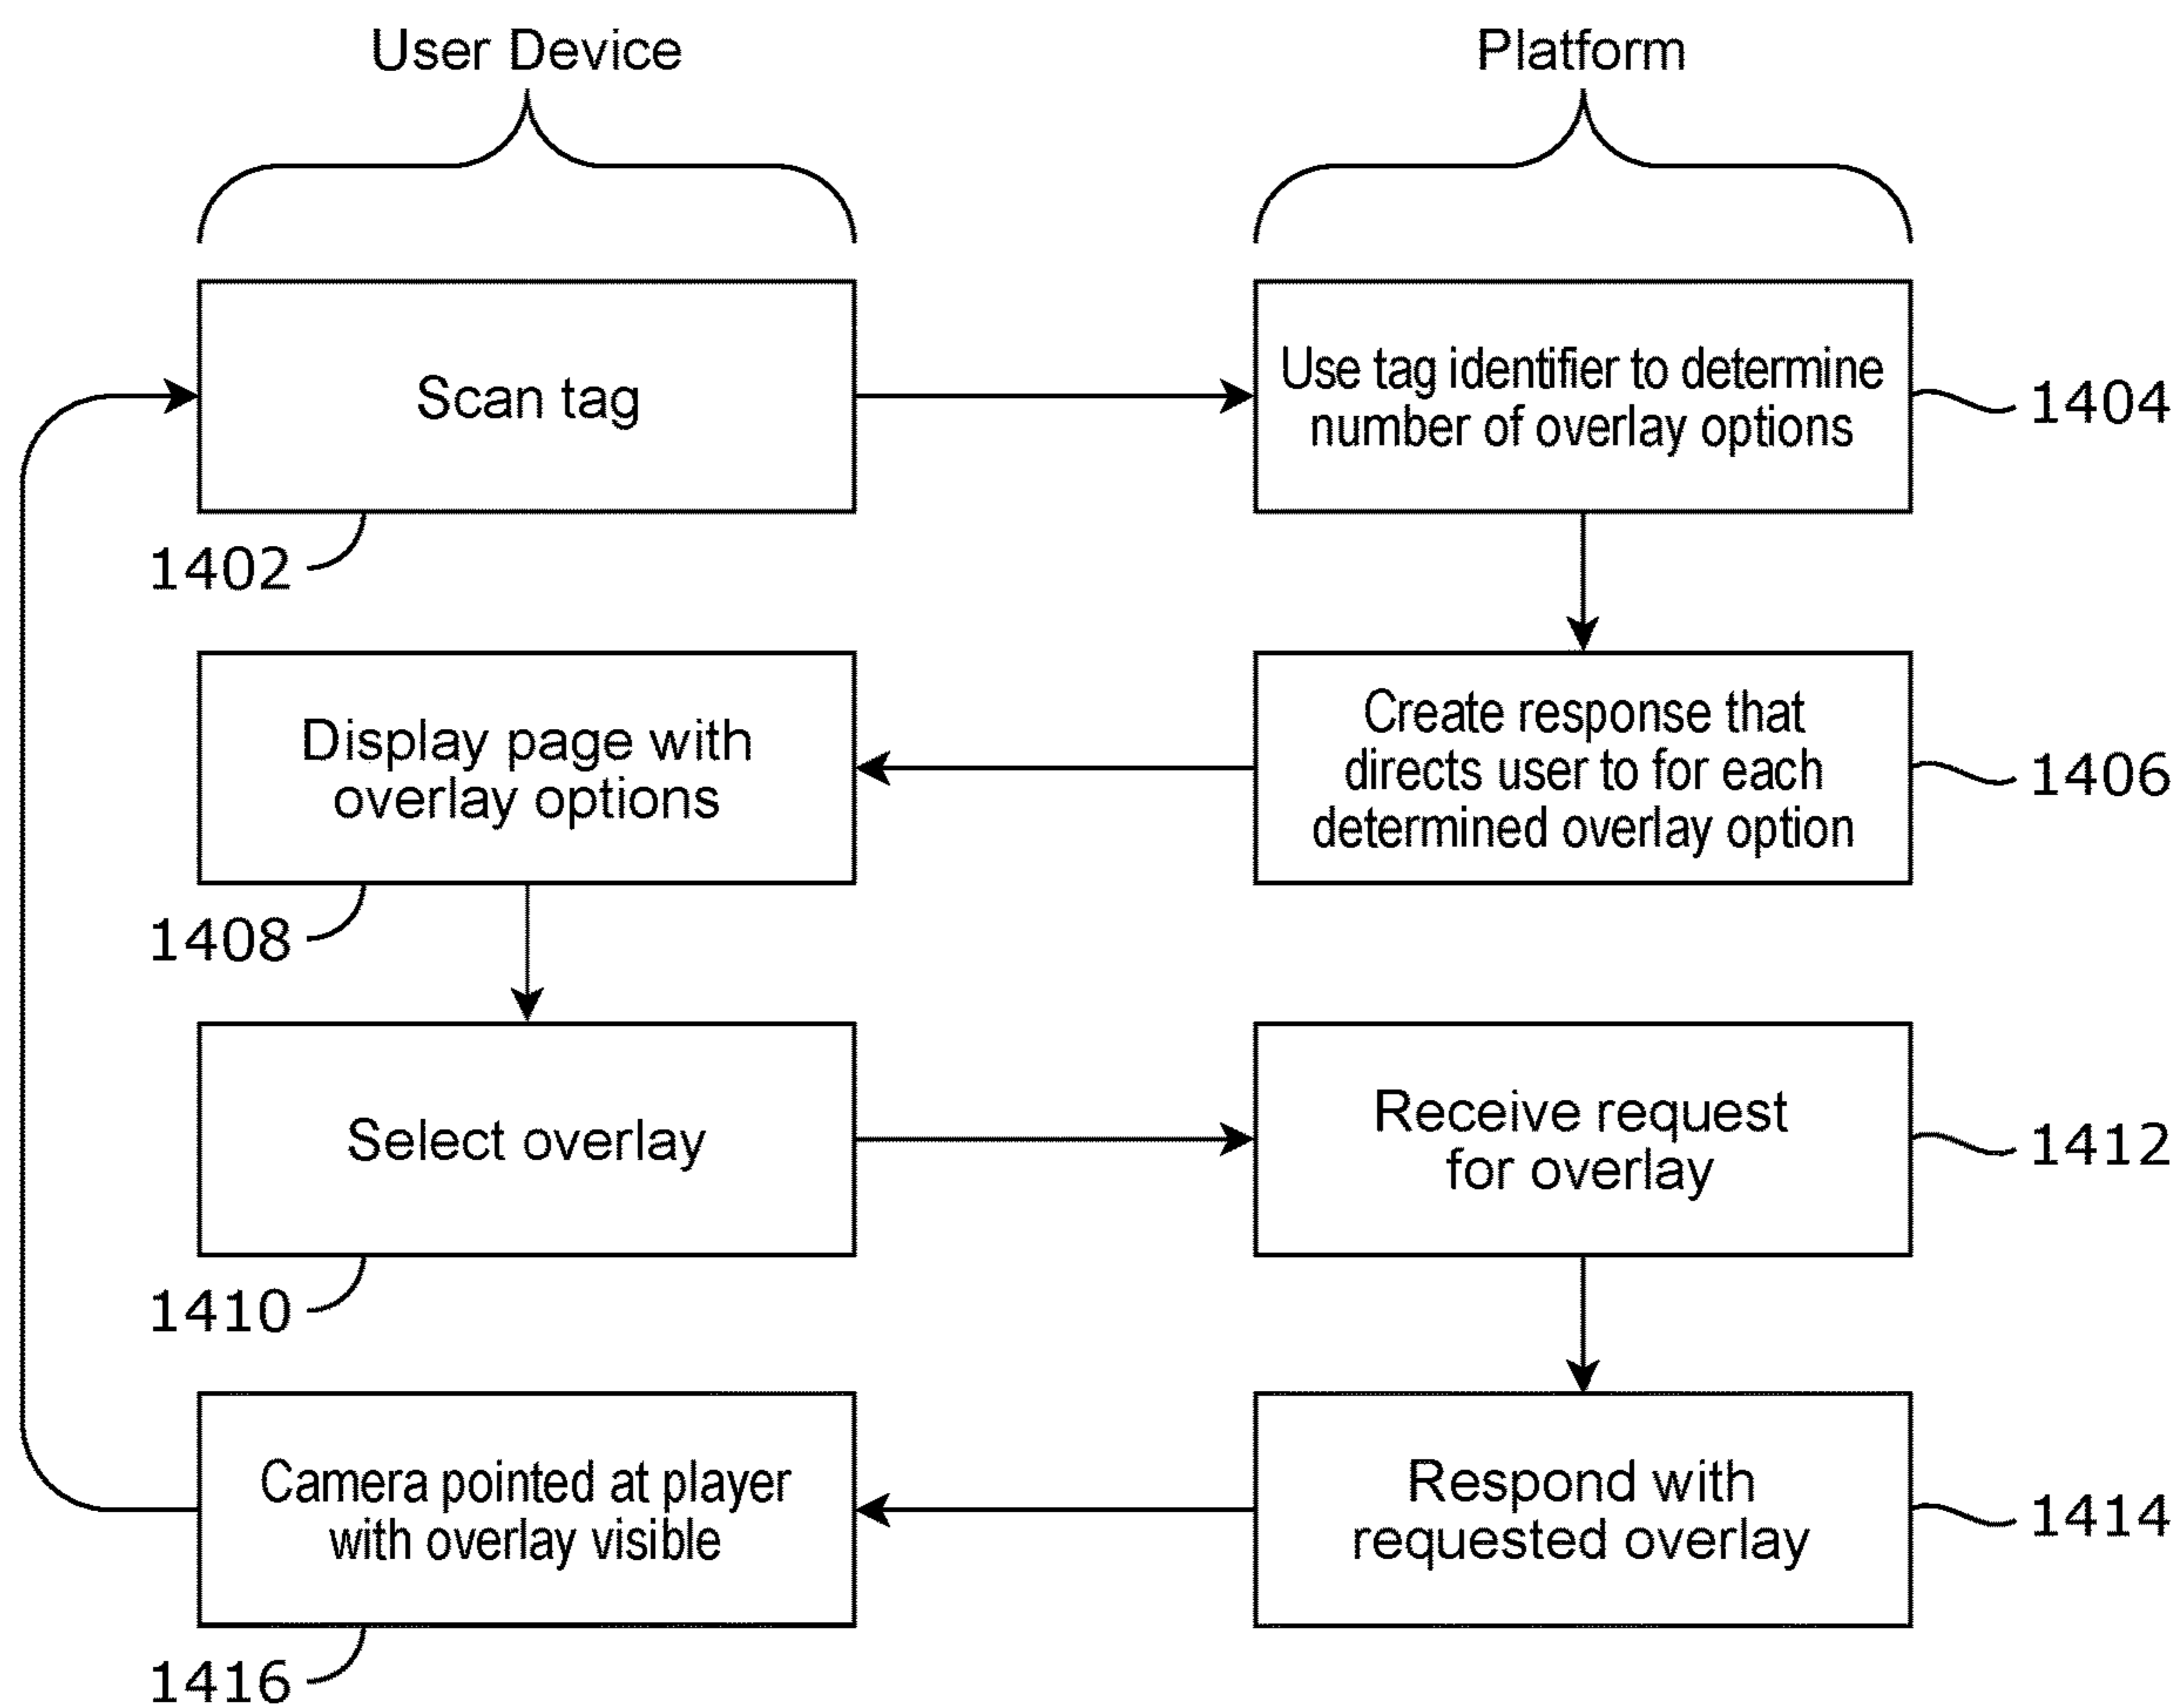 User Device
Platform
Scan tag
1402
Use tag identifier to determine
number of overlay options
1404
Display page with
overlay options
1408
Create response that
directs user to for each
determined overlay option
1406
Select overlay
1410
Receive request
for overlay
1412
Camera pointed at player
with overlay visible
1416
Respond with
requested overlay
1414